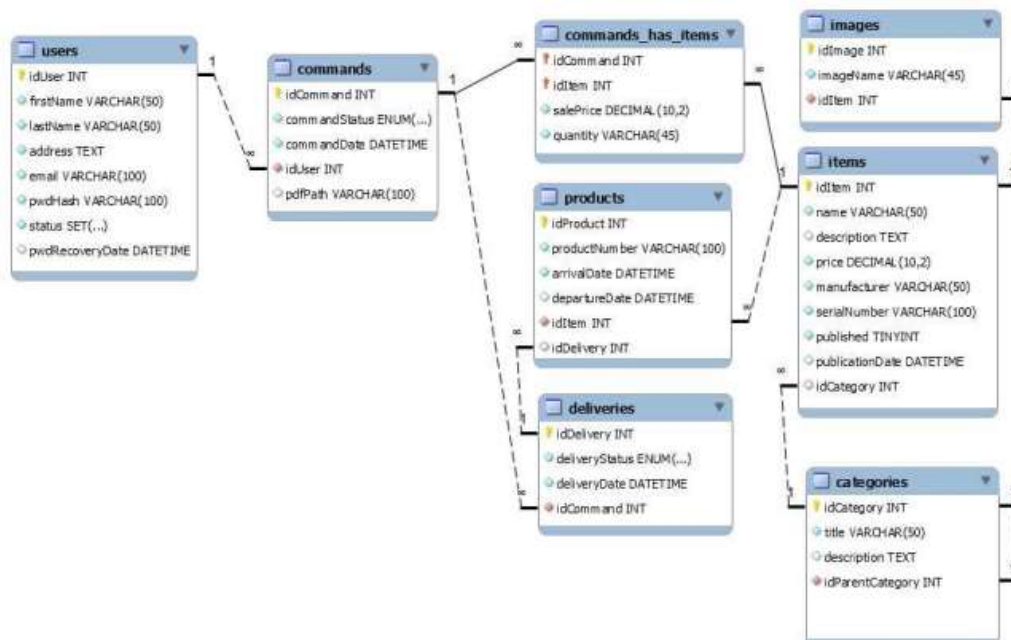 users
idUser INT
firstName VARCHAR(50)
lastName VARCHAR(50)
address TEXT
email VARCHAR(100)
pwdHash VARCHAR(100)
status SET(...)
pwdRecoveryDate DATETIME
1
∞
commands
idCommand INT
commandStatus ENUM(...)
commandDate DATETIME
idUser INT
pdfPath VARCHAR(100)
1
∞
commands_has_items
idCommand INT
idItem INT
salePrice DECIMAL(10,2)
quantity VARCHAR(45)
∞
1
products
idProduct INT
productNumber VARCHAR(100)
arrivalDate DATETIME
departureDate DATETIME
idItem INT
idDelivery INT
∞
∞
1
deliveries
idDelivery INT
deliveryStatus ENUM(...)
deliveryDate DATETIME
idCommand INT
∞
images
idImage INT
imageName VARCHAR(45)
idItem INT
items
idItem INT
name VARCHAR(50)
description TEXT
price DECIMAL(10,2)
manufacturer VARCHAR(50)
serialNumber VARCHAR(100)
published TINYINT
publicationDate DATETIME
idCategory INT
∞
1
categories
idCategory INT
title VARCHAR(50)
description TEXT
idParentCategory INT